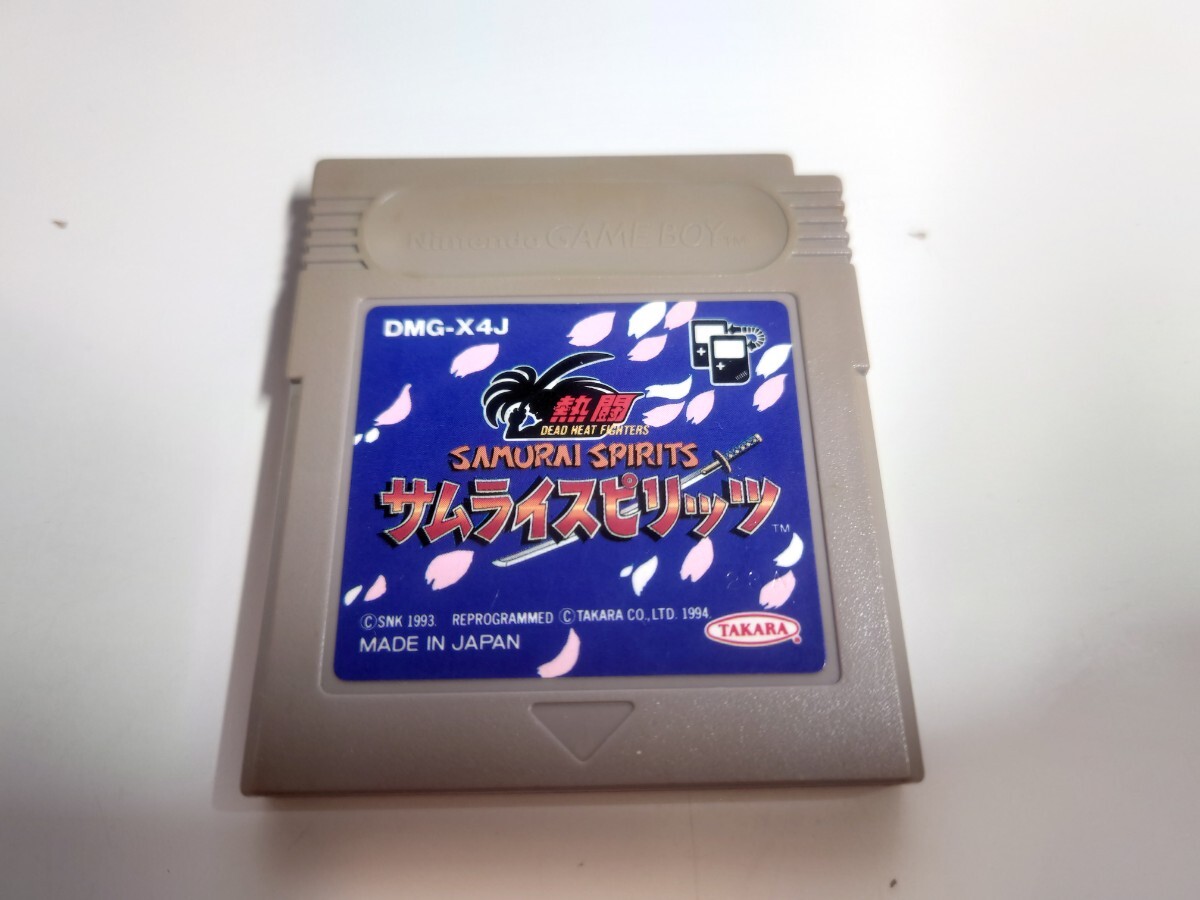 Nintendo GAME BOY TM
DMG-X4J
熱闘
DEAD HEAT FIGHTERS
SAMURAI SPIRITS
サムライスピリッツ TM
©SNK 1993. REPROGRAMMED ©TAKARA CO., LTD. 1994.
MADE IN JAPAN
TAKARA ®